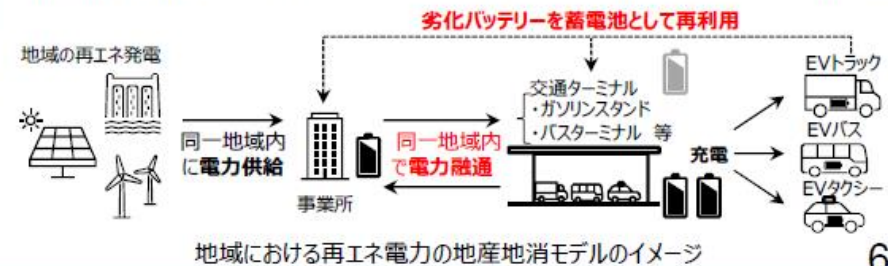 劣化バッテリーを蓄電池として再利用
地域の再エネ発電
同一地域内
に電力供給
事業所
同一地域内
で電力融通
交通ターミナル
・ガソリンスタンド
・バスターミナル 等
充電
EVトラック
EVバス
EVタクシー
地域における再エネ電力の地産地消モデルのイメージ
6